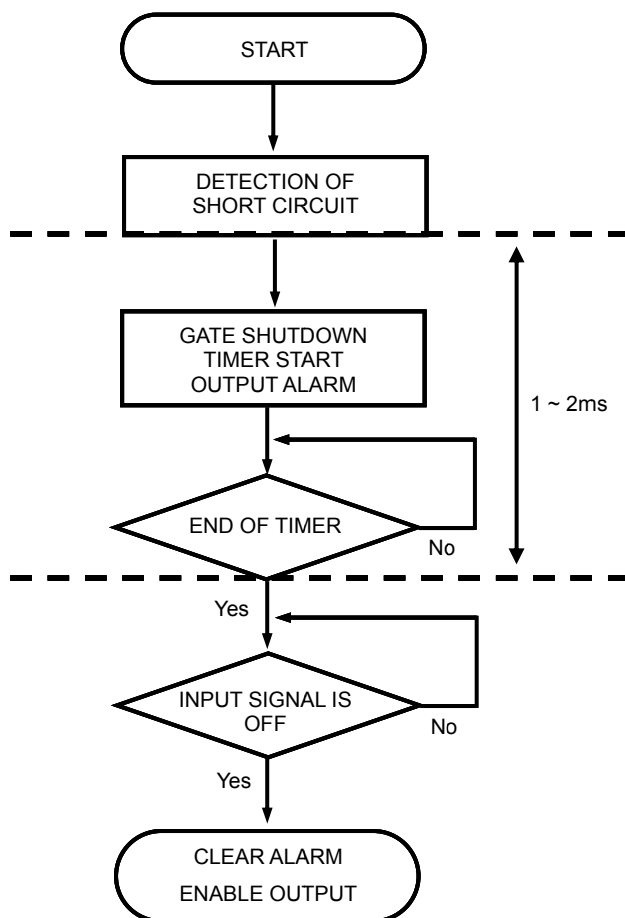 START
DETECTION OF
SHORT CIRCUIT
GATE SHUTDOWN
TIMER START
OUTPUT ALARM
1 ~ 2ms
END OF TIMER
No
Yes
INPUT SIGNAL IS
OFF
No
Yes
CLEAR ALARM
ENABLE OUTPUT